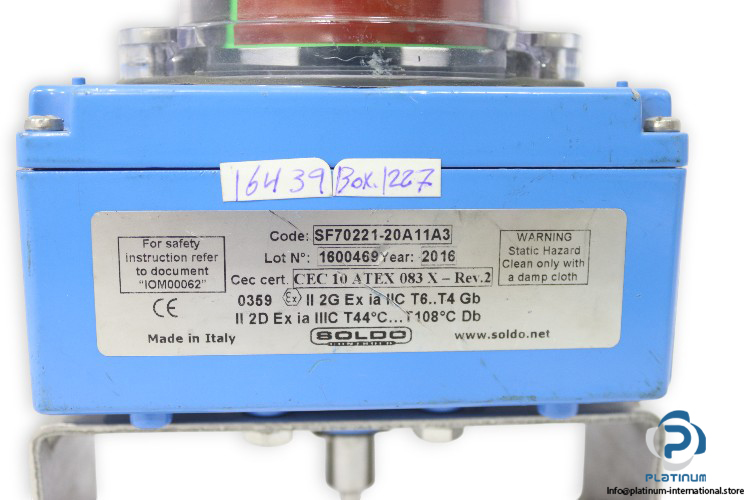 16439 Box.1227
For safety
instruction refer
to document
"IOM00062"
Code: SF70221-20A11A3
Lot N°: 1600469 Year: 2016
Cec cert. CEC 10 ATEX 083 X - Rev.2
WARNING
Static Hazard
Clean only with
a damp cloth
CE 0359 Ex II 2G Ex ia IIC T6..T4 Gb
II 2D Ex ia IIIC T44°C...T108°C Db
Made in Italy
SOLDO
www.soldo.net
PLATINUM
Info@platinum-international.store